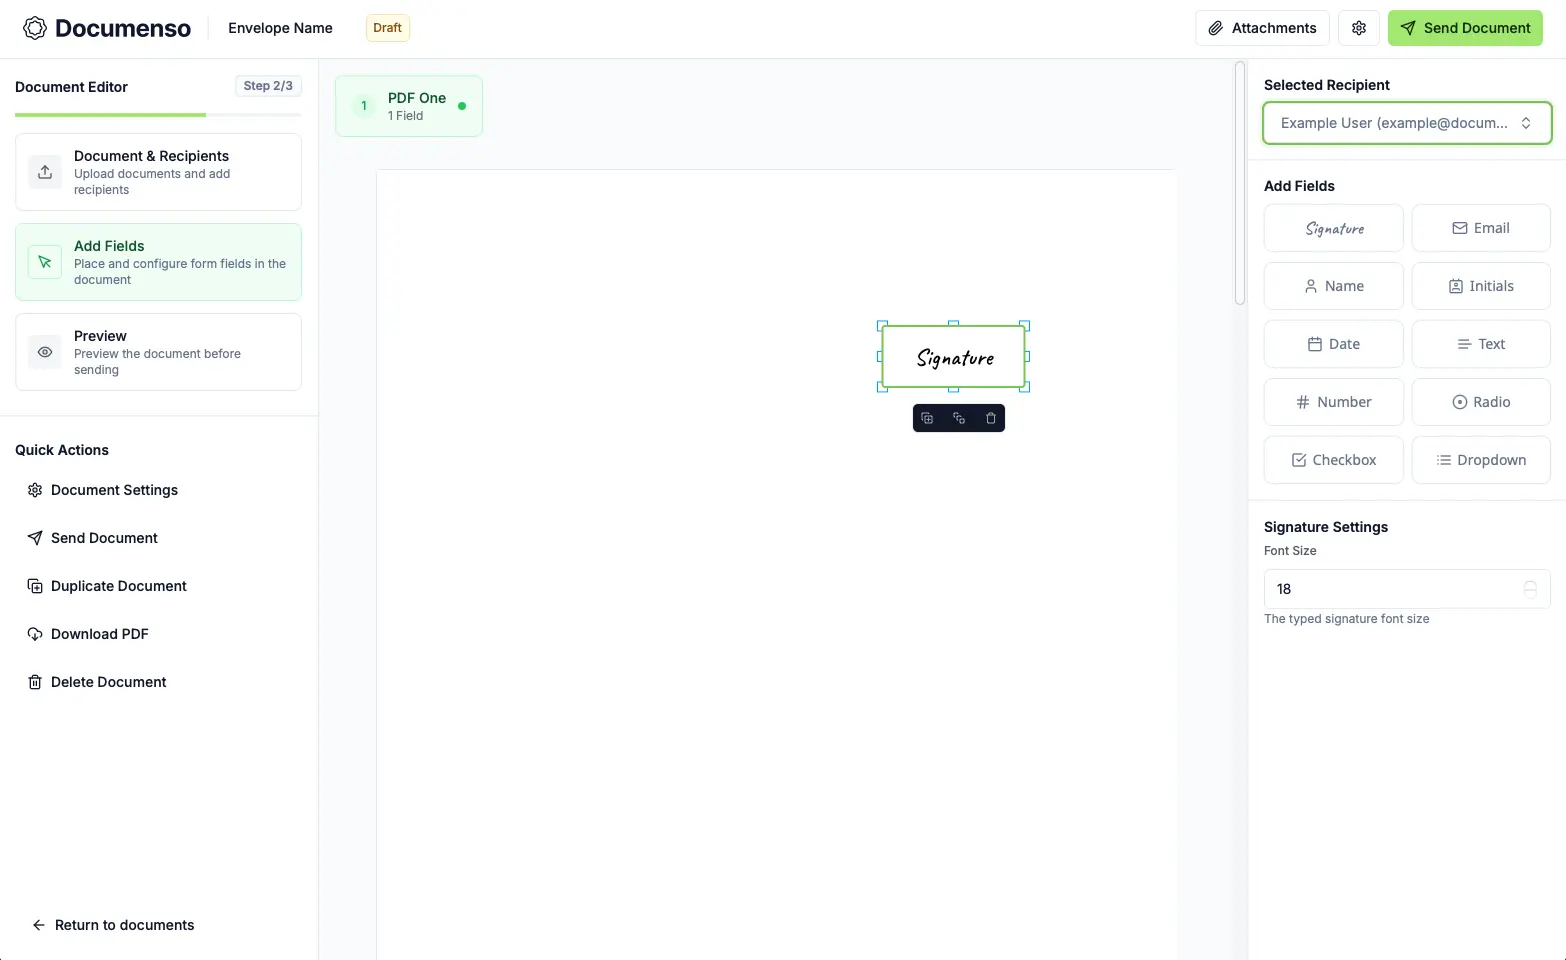 Documenso
Envelope Name
Draft
Attachments
Send Document
Document Editor
Step 2/3
Document & Recipients
Upload documents and add
recipients
Add Fields
Place and configure form fields in the
document
Preview
Preview the document before
sending
Quick Actions
Document Settings
Send Document
Duplicate Document
Download PDF
Delete Document
Return to documents
1
PDF One
1 Field
Signature
Selected Recipient
Example User (example@docum...
Add Fields
Signature
Email
Name
Initials
Date
Text
Number
Radio
Checkbox
Dropdown
Signature Settings
Font Size
18
The typed signature font size